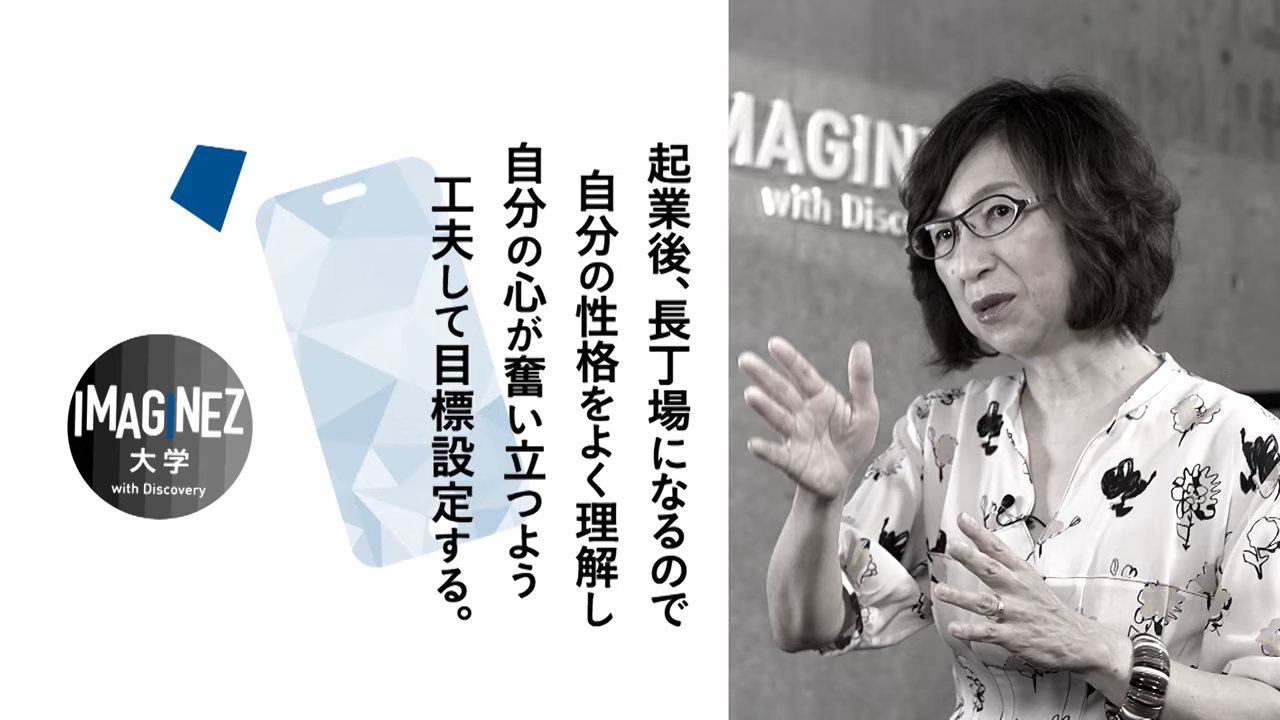 起業後、長丁場になるので
自分の性格をよく理解し
自分の心が奮い立つよう
工夫して目標設定する。
IMAGINEZ
大学
with Discovery
MAGIN
with Disco